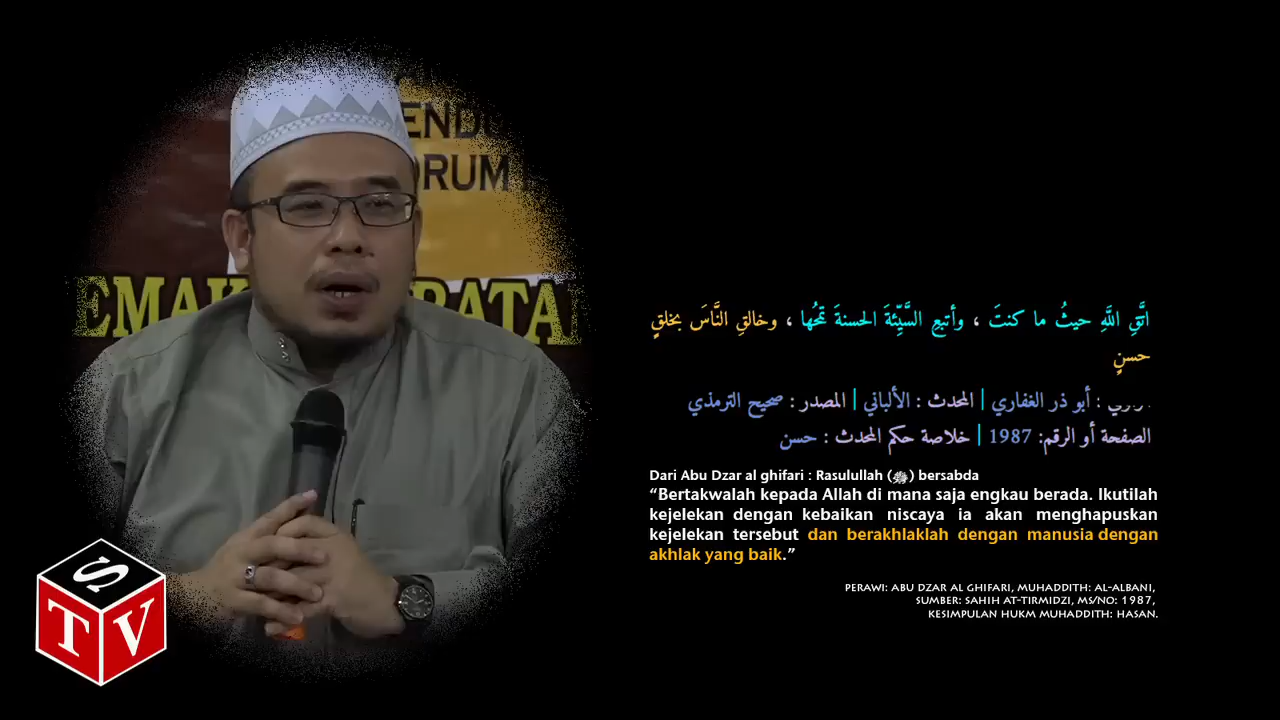 END
ORUM
EMAK RATA
اتَّقِ اللَّهِ حيثُ ما كنتَ ، وأتبعِ السَّيِّئةَ الحسنةَ تمحُها ، وخالقِ النَّاسَ بخلقٍ
حسنٍ
: أبو ذر الغفاري | المحدث : الألباني | المصدر : صحيح الترمذي
الصفحة أو الرقم: 1987 | خلاصة حكم المحدث : حسن
Dari Abu Dzar al ghifari : Rasulullah (ﷺ) bersabda
“Bertakwalah kepada Allah di mana saja engkau berada. Ikutilah
kejelekan dengan kebaikan niscaya ia akan menghapuskan
kejelekan tersebut dan berakhlaklah dengan manusia dengan
akhlak yang baik.”
PERAWI: ABU DZAR AL GHIFARI, MUHADDITH: AL-ALBANI,
SUMBER: SAHIH AT-TIRMIDZI, MS/NO: 1987,
KESIMPULAN HUKM MUHADDITH: HASAN.
S
T V